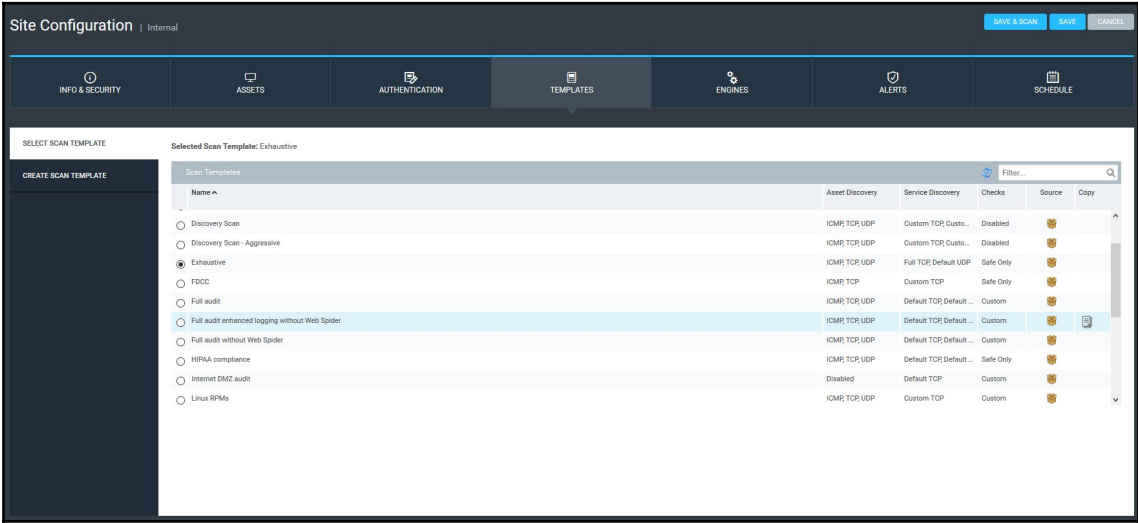 Site Configuration | Internal
SAVE & SCAN SAVE CANCEL
INFO & SECURITY ASSETS AUTHENTICATION TEMPLATES ENGINES ALERTS SCHEDULE
SELECT SCAN TEMPLATE
CREATE SCAN TEMPLATE
Selected Scan Template: Exhaustive
Scan Templates Filter...
Name Asset Discovery Service Discovery Checks Source Copy
Discovery Scan ICMP, TCP, UDP Custom TCP, Custo... Disabled
Discovery Scan - Aggressive ICMP, TCP, UDP Custom TCP, Custo... Disabled
Exhaustive ICMP, TCP, UDP Full TCP, Default UDP Safe Only
FDCC ICMP, TCP Custom TCP Safe Only
Full audit ICMP, TCP, UDP Default TCP, Default ... Custom
Full audit enhanced logging without Web Spider ICMP, TCP, UDP Default TCP, Default ... Custom
Full audit without Web Spider ICMP, TCP, UDP Default TCP, Default ... Custom
HIPAA compliance ICMP, TCP, UDP Default TCP, Default ... Safe Only
Internet DMZ audit Disabled Default TCP Custom
Linux RPMs ICMP, TCP, UDP Custom TCP Custom